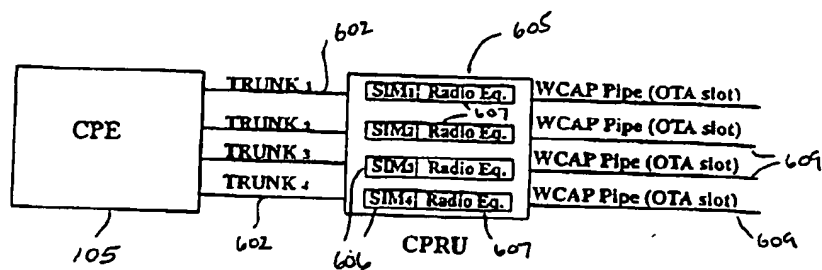 602
605
TRUNK 1
SIM1 Radio Eq.
WCAP Pipe (OTA slot)
607
CPE
TRUNK 2
SIM2 Radio Eq.
WCAP Pipe (OTA slot)
TRUNK 3
SIM3 Radio Eq.
WCAP Pipe (OTA slot)
609
TRUNK 4
SIM4 Radio Eq.
WCAP Pipe (OTA slot)
105
602
606
CPRU
607
609